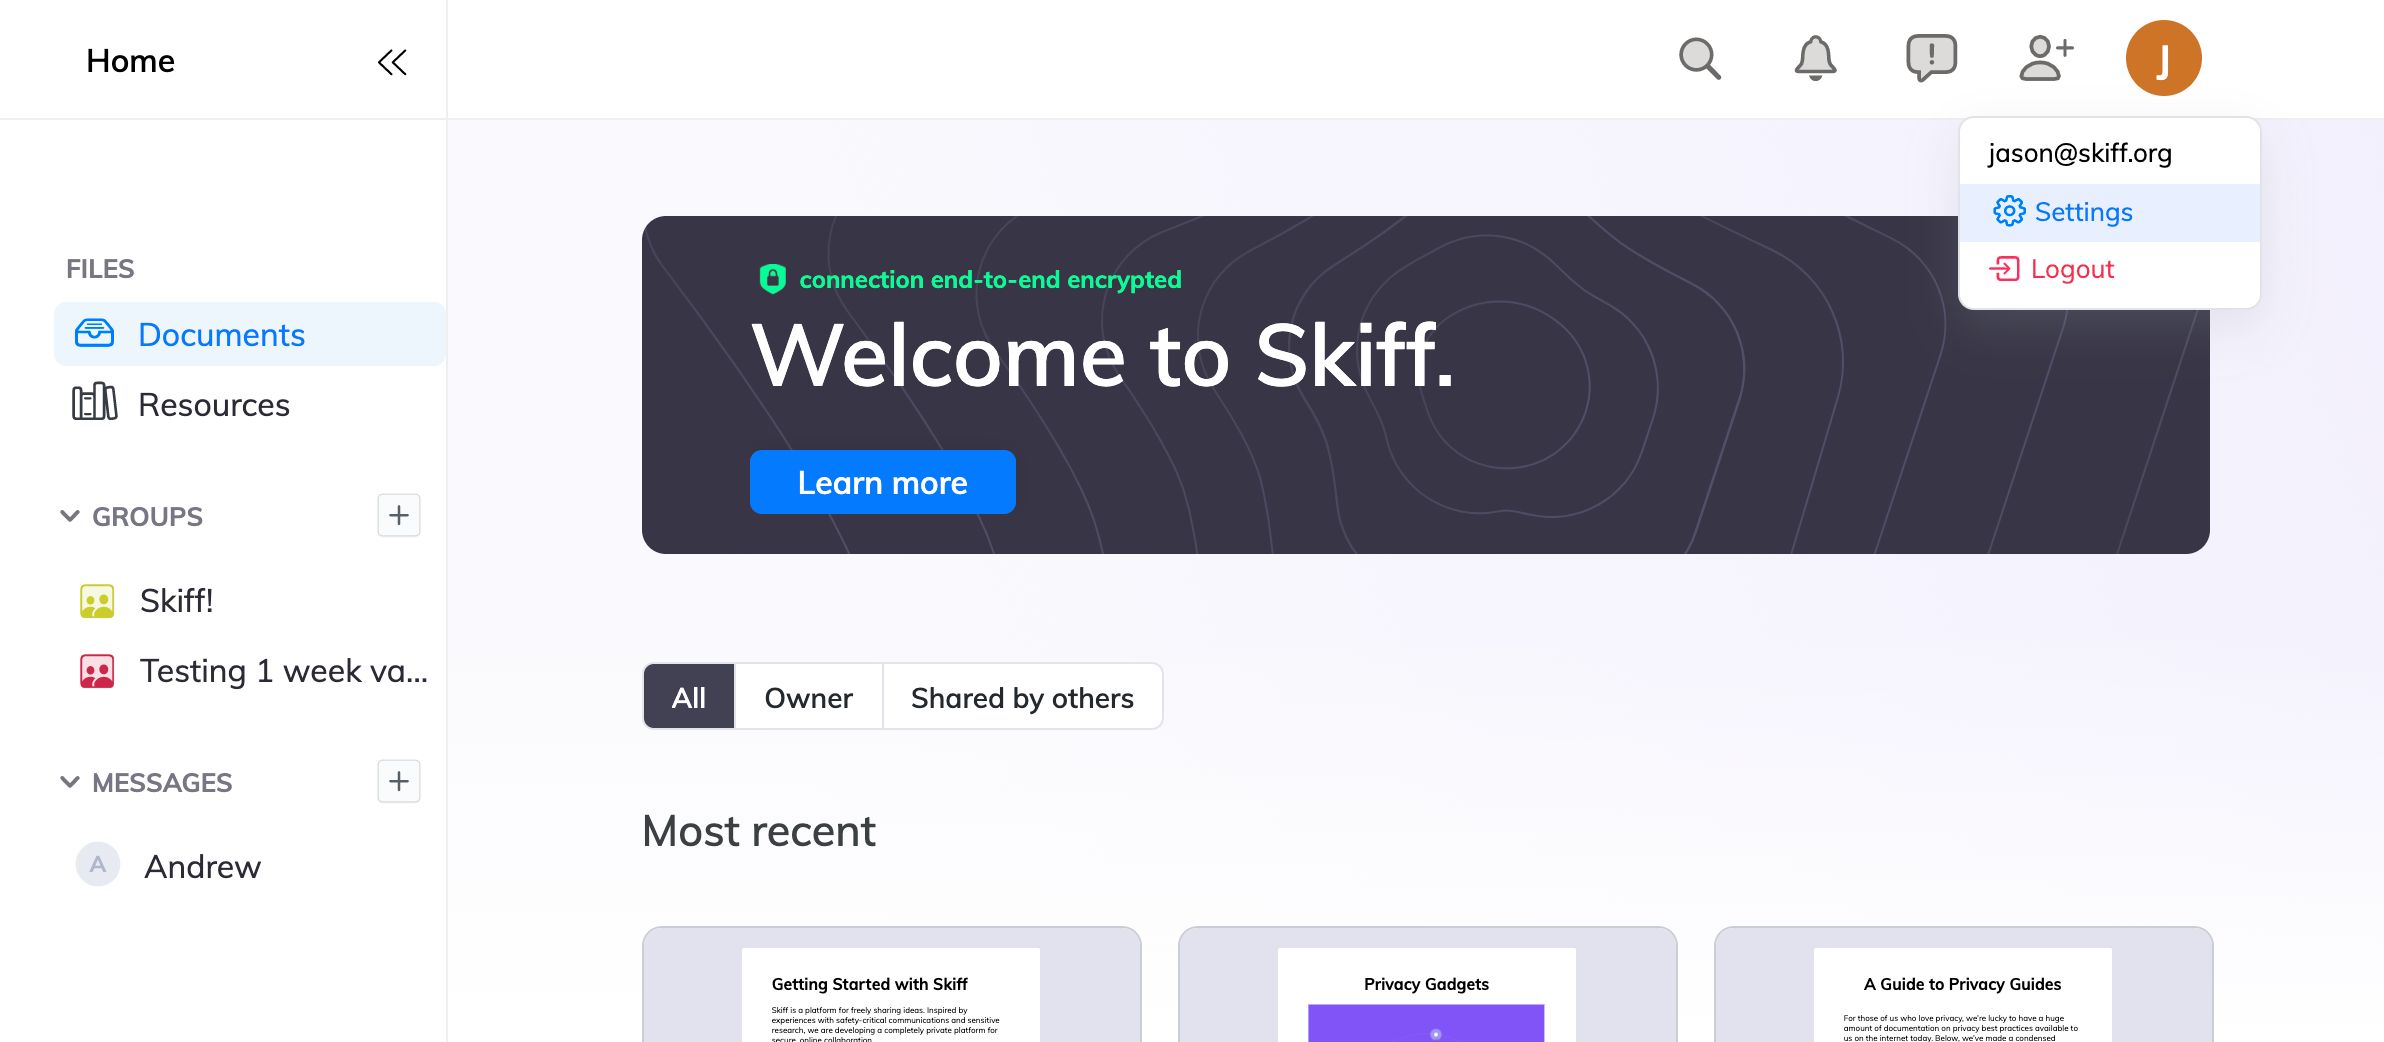 Home
J
jason@skiff.org
Settings
Logout
FILES
Documents
Resources
GROUPS
Skiff!
Testing 1 week va...
MESSAGES
A
Andrew
connection end-to-end encrypted
Welcome to Skiff.
Learn more
All
Owner
Shared by others
Most recent
Getting Started with Skiff
Skiff is a platform for freely sharing ideas. Inspired by
experiences with safety-critical communications and sensitive
research, we are developing a completely private platform for
secure, online collaboration.
Privacy Gadgets
A Guide to Privacy Guides
For those of us who love privacy, we're lucky to have a huge
amount of documentation on privacy best practices available to
us on the internet today. Below, we've made a condensed